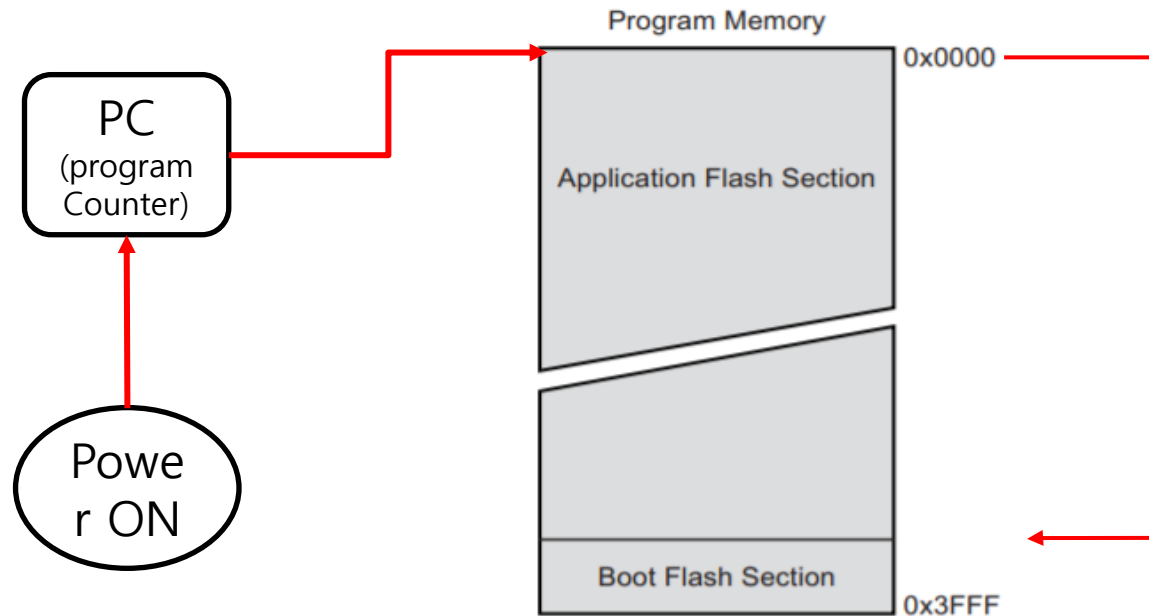 Program Memory
0x0000
PC
(program
Counter)
Application Flash Section
Powe
r ON
Boot Flash Section
0x3FFF